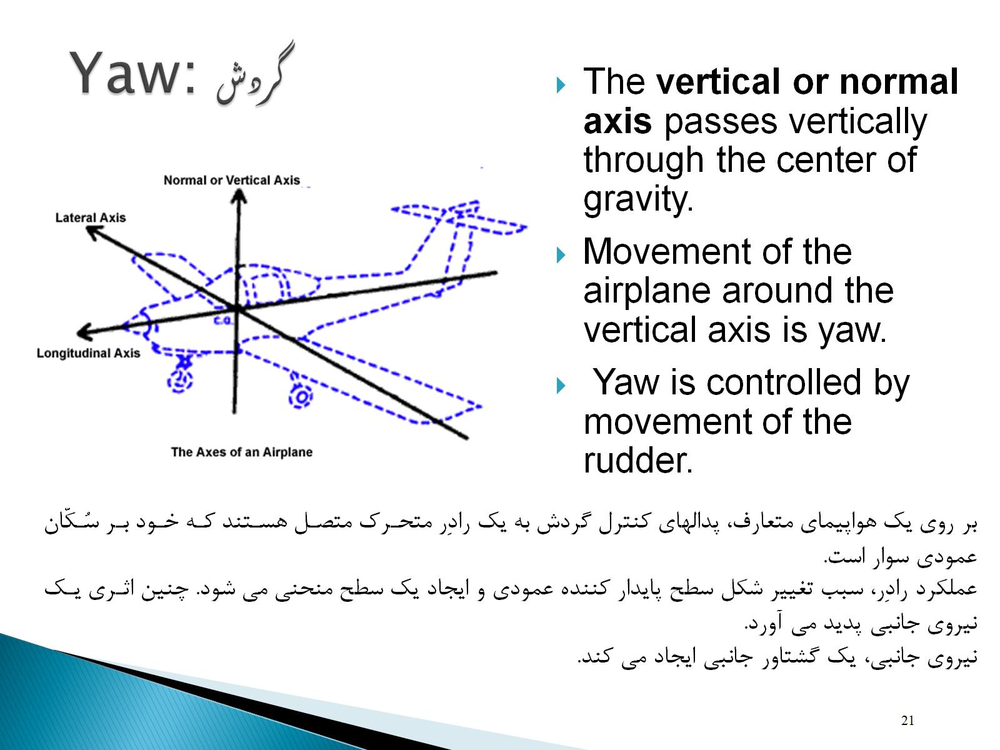 Yaw: گردش
Normal or Vertical Axis
Lateral Axis
c.g.
Longitudinal Axis
The Axes of an Airplane
The vertical or normal
axis passes vertically
through the center of
gravity.
Movement of the
airplane around the
vertical axis is yaw.
Yaw is controlled by
movement of the
rudder.
بر روی یک هواپیمای متعارف، پدالهای کنترل گردش به یک رادِر متحرک متصل هستند که خود بر سُکّان
عمودی سوار است.
عملکرد رادِر، سبب تغییر شکل سطح پایدار کننده عمودی و ایجاد یک سطح منحنی می شود. چنین اثری یک
نیروی جانبی پدید می آورد.
نیروی جانبی، یک گشتاور جانبی ایجاد می کند.
21